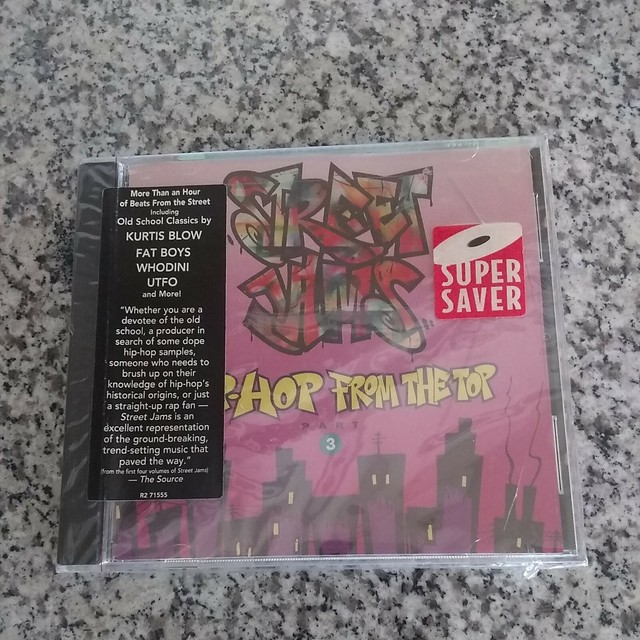 More Than an Hour
of Beats From the Street
Including
Old School Classics by
KURTIS BLOW
FAT BOYS
WHODINI
UTFO
and More!
"Whether you are a
devotee of the old
school, a producer in
search of some dope
hip-hop samples,
someone who needs to
brush up on their
knowledge of hip-hop's
historical origins, or just
a straight-up rap fan —
Street Jams is an
excellent representation
of the ground-breaking,
trend-setting music that
paved the way."
(from the first four volumes of Street Jams)
— The Source
R2 71555
STREET
JAMS
P-HOP FROM THE TOP
PART
3
SUPER
SAVER